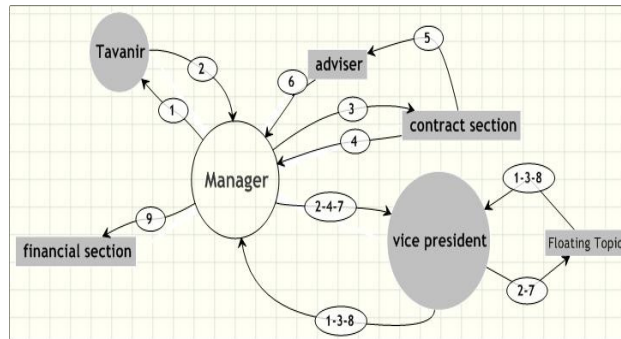 Tavanir
2
5
adviser
6
1
3
contract section
4
Manager
1-3-8
2-4-7
9
vice president
Floating Topic
financial section
2-7
1-3-8